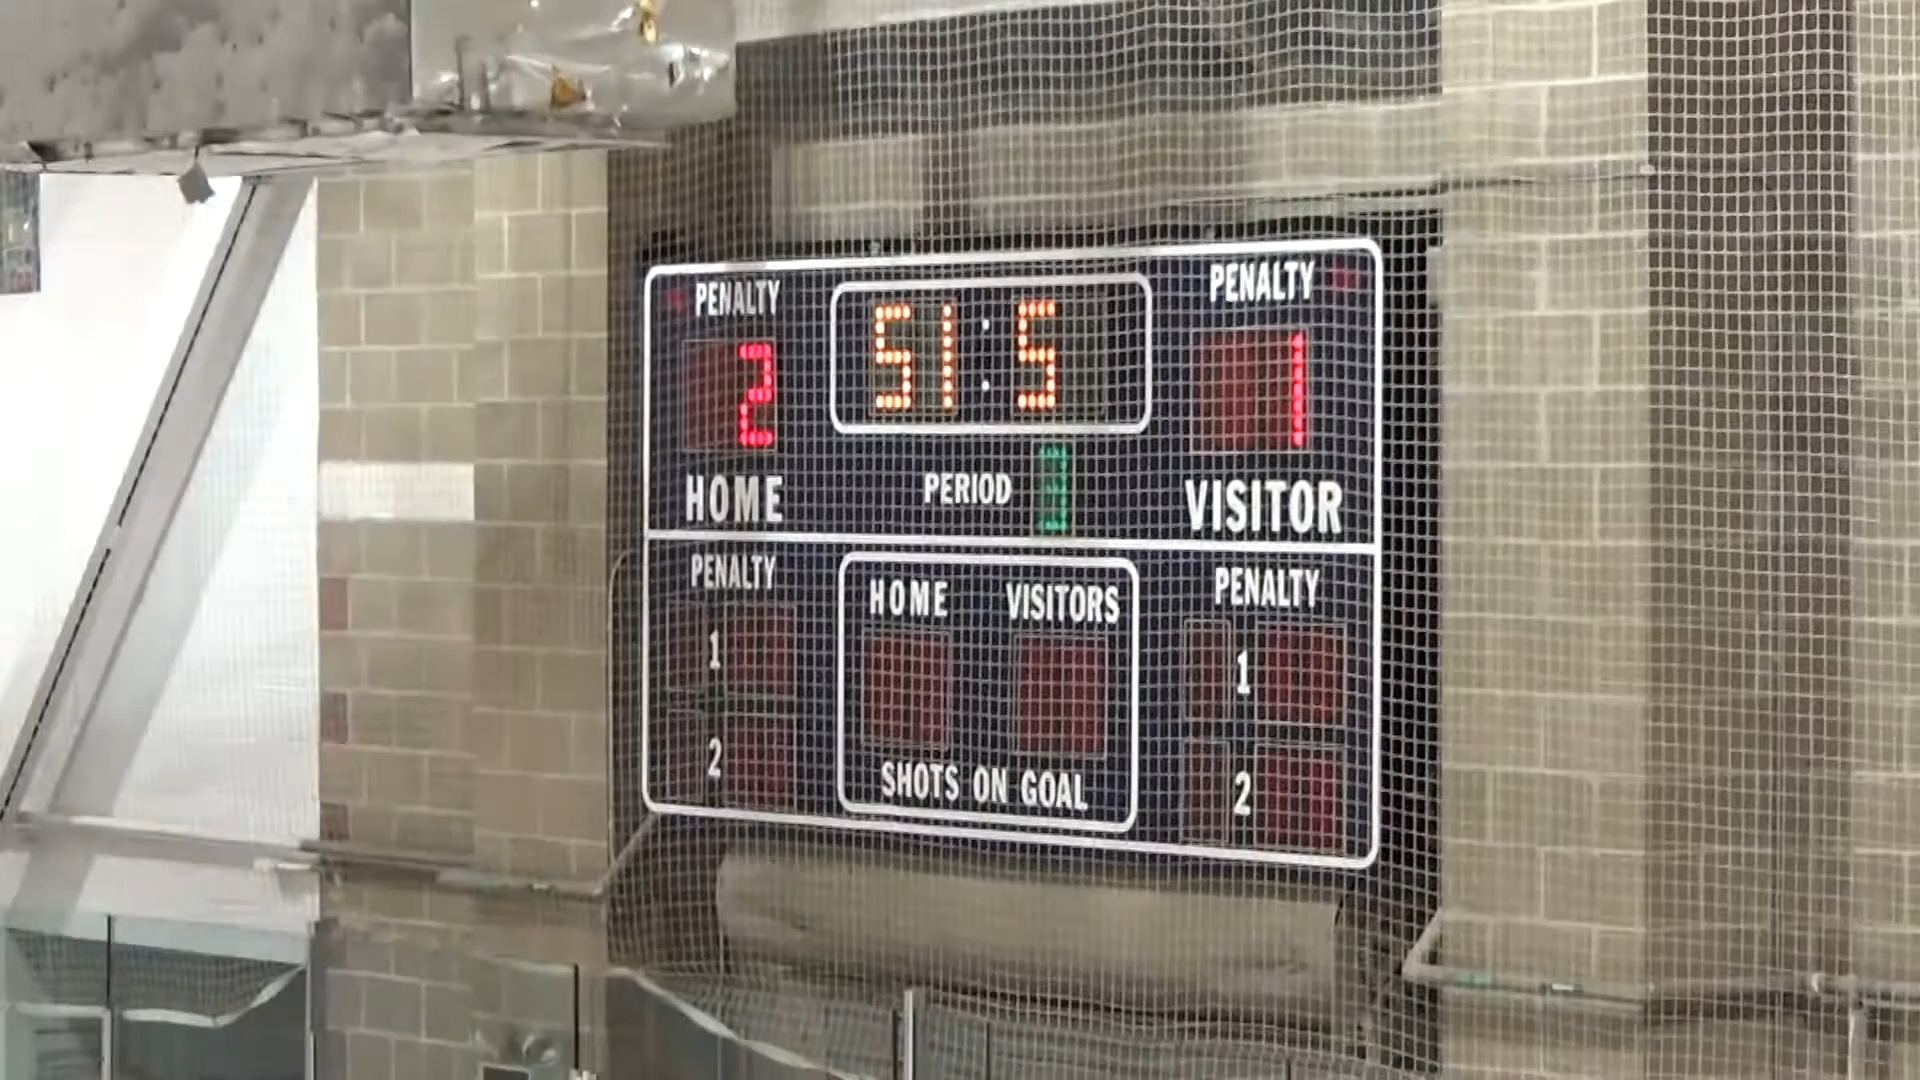 PENALTY 51:5 PENALTY
2 1
HOME PERIOD 3 VISITOR
PENALTY HOME VISITORS PENALTY
1 1
2 2
SHOTS ON GOAL